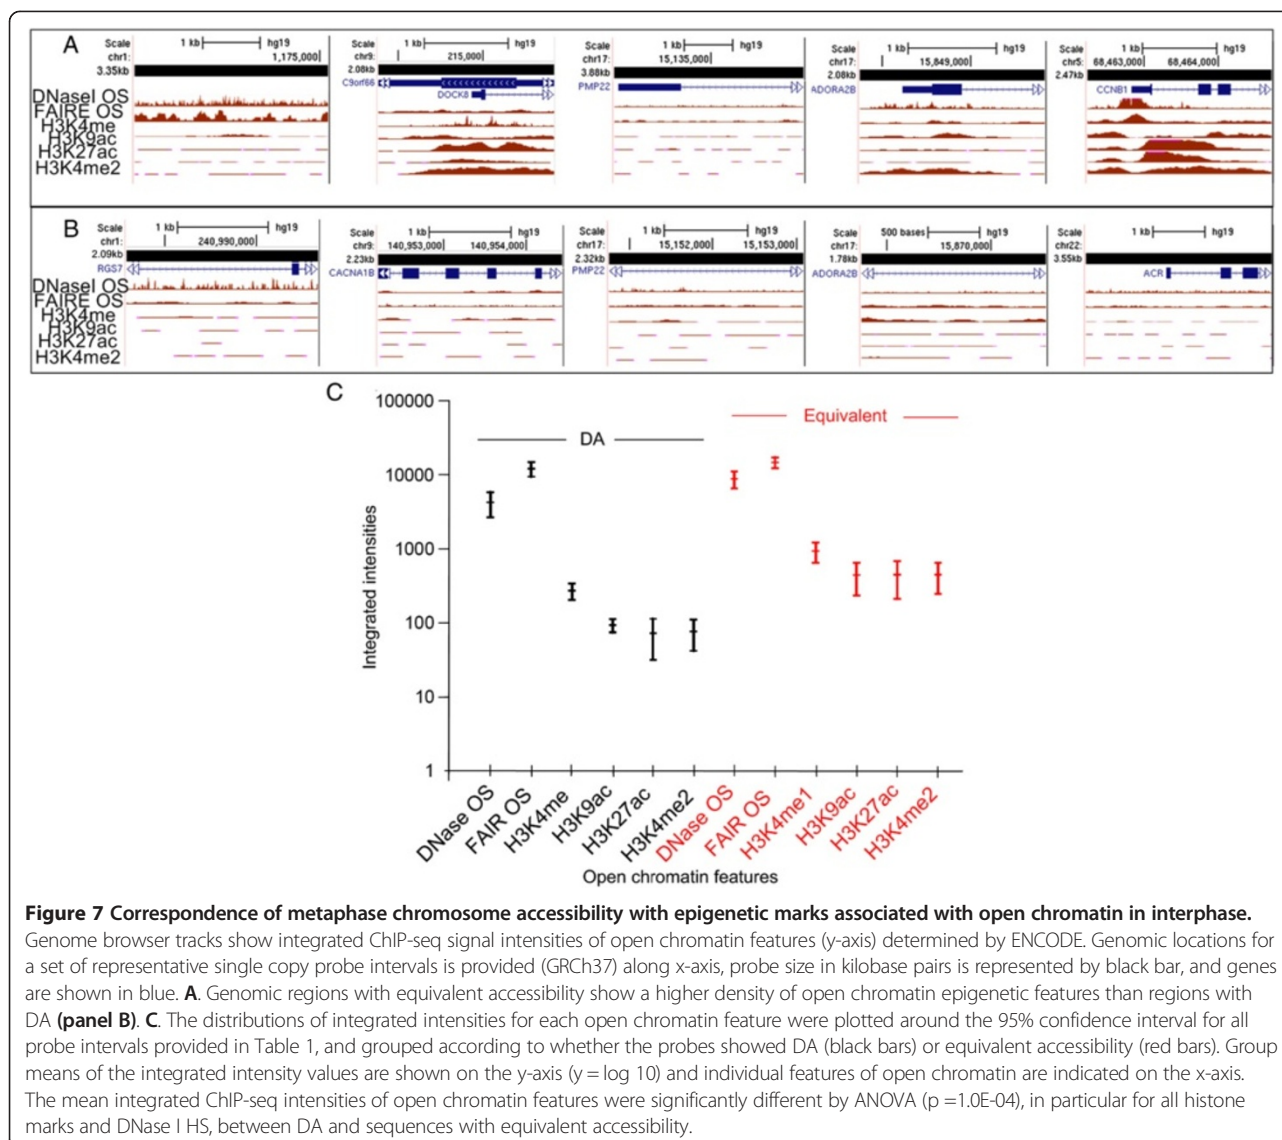 A
Scale 1 kb hg19
chr1: 1,175,000
3.35kb
Scale 1 kb hg19
chr9: 215,000
2.08kb
C9orf66
DOCK8
Scale 1 kb hg19
chr17: 15,135,000
3.88kb
PMP22
Scale 1 kb hg19
chr17: 15,849,000
2.08kb
ADORA2B
Scale 1 kb hg19
chr5: 68,463,000 68,464,000
2.47kb
CCNB1
DNaseI OS
FAIRE OS
H3K4me
H3K9ac
H3K27ac
H3K4me2
B
Scale 1 kb hg19
chr1: 240,990,000
2.09kb
RGS7
Scale 1 kb hg19
chr9: 140,953,000 140,954,000
2.23kb
CACNA1B
Scale 1 kb hg19
chr17: 15,152,000 15,153,000
2.32kb
PMP22
Scale 500 bases hg19
chr17: 15,870,000
1.78kb
ADORA2B
Scale 1 kb hg19
chr22:
3.55kb
ACR
DNaseI OS
FAIRE OS
H3K4me
H3K9ac
H3K27ac
H3K4me2
C
100000
10000
1000
100
10
1
Integrated intensities
DA
Equivalent
DNase OS
FAIR OS
H3K4me
H3K9ac
H3K27ac
H3K4me2
DNase OS
FAIR OS
H3K4me1
H3K9ac
H3K27ac
H3K4me2
Open chromatin features
Figure 7 Correspondence of metaphase chromosome accessibility with epigenetic marks associated with open chromatin in interphase.
Genome browser tracks show integrated ChIP-seq signal intensities of open chromatin features (y-axis) determined by ENCODE. Genomic locations for
a set of representative single copy probe intervals is provided (GRCh37) along x-axis, probe size in kilobase pairs is represented by black bar, and genes
are shown in blue. A. Genomic regions with equivalent accessibility show a higher density of open chromatin epigenetic features than regions with
DA (panel B). C. The distributions of integrated intensities for each open chromatin feature were plotted around the 95% confidence interval for all
probe intervals provided in Table 1, and grouped according to whether the probes showed DA (black bars) or equivalent accessibility (red bars). Group
means of the integrated intensity values are shown on the y-axis (y = log 10) and individual features of open chromatin are indicated on the x-axis.
The mean integrated ChIP-seq intensities of open chromatin features were significantly different by ANOVA (p =1.0E-04), in particular for all histone
marks and DNase I HS, between DA and sequences with equivalent accessibility.